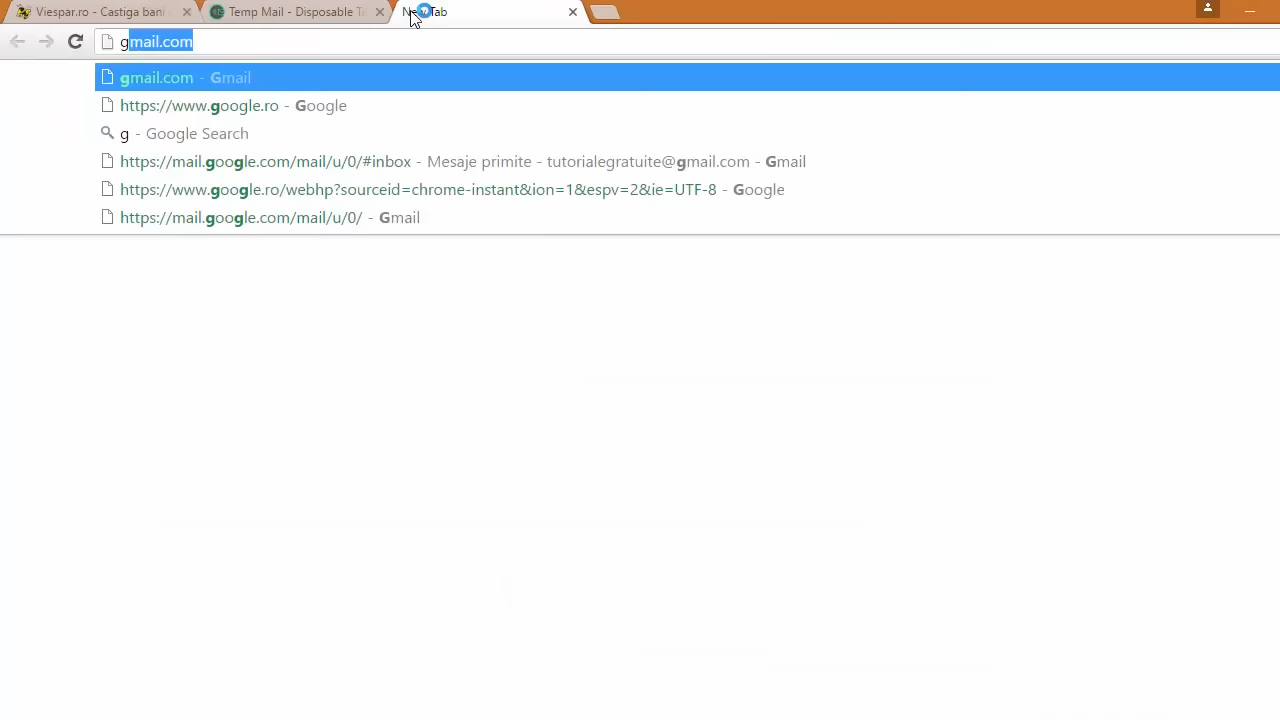 Viespar.ro - Castiga bani
Temp Mail - Disposable Te
Tab
gmail.com
gmail.com - Gmail
https://www.google.ro - Google
g - Google Search
https://mail.google.com/mail/u/0/#inbox - Mesaje primite - tutorialegratuite@gmail.com - Gmail
https://www.google.ro/webhp?sourceid=chrome-instant&ion=1&espv=2&ie=UTF-8 - Google
https://mail.google.com/mail/u/0/ - Gmail